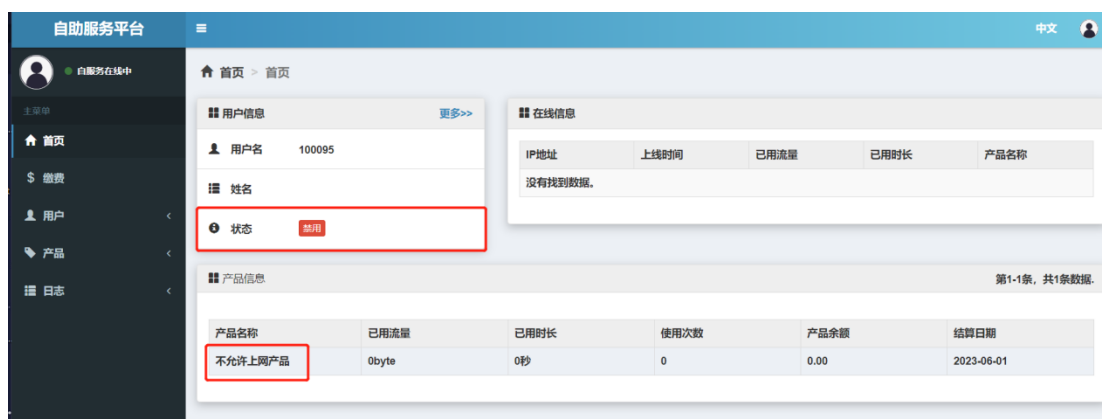 自助服务平台
中文
自服务在线中
首页 > 首页
主菜单
首页
$ 缴费
用户
产品
日志
用户信息 更多>>
用户名 100095
姓名
状态 禁用
在线信息
IP地址 上线时间 已用流量 已用时长 产品名称
没有找到数据。
产品信息 第1-1条，共1条数据.
产品名称 已用流量 已用时长 使用次数 产品余额 结算日期
不允许上网产品 0byte 0秒 0 0.00 2023-06-01